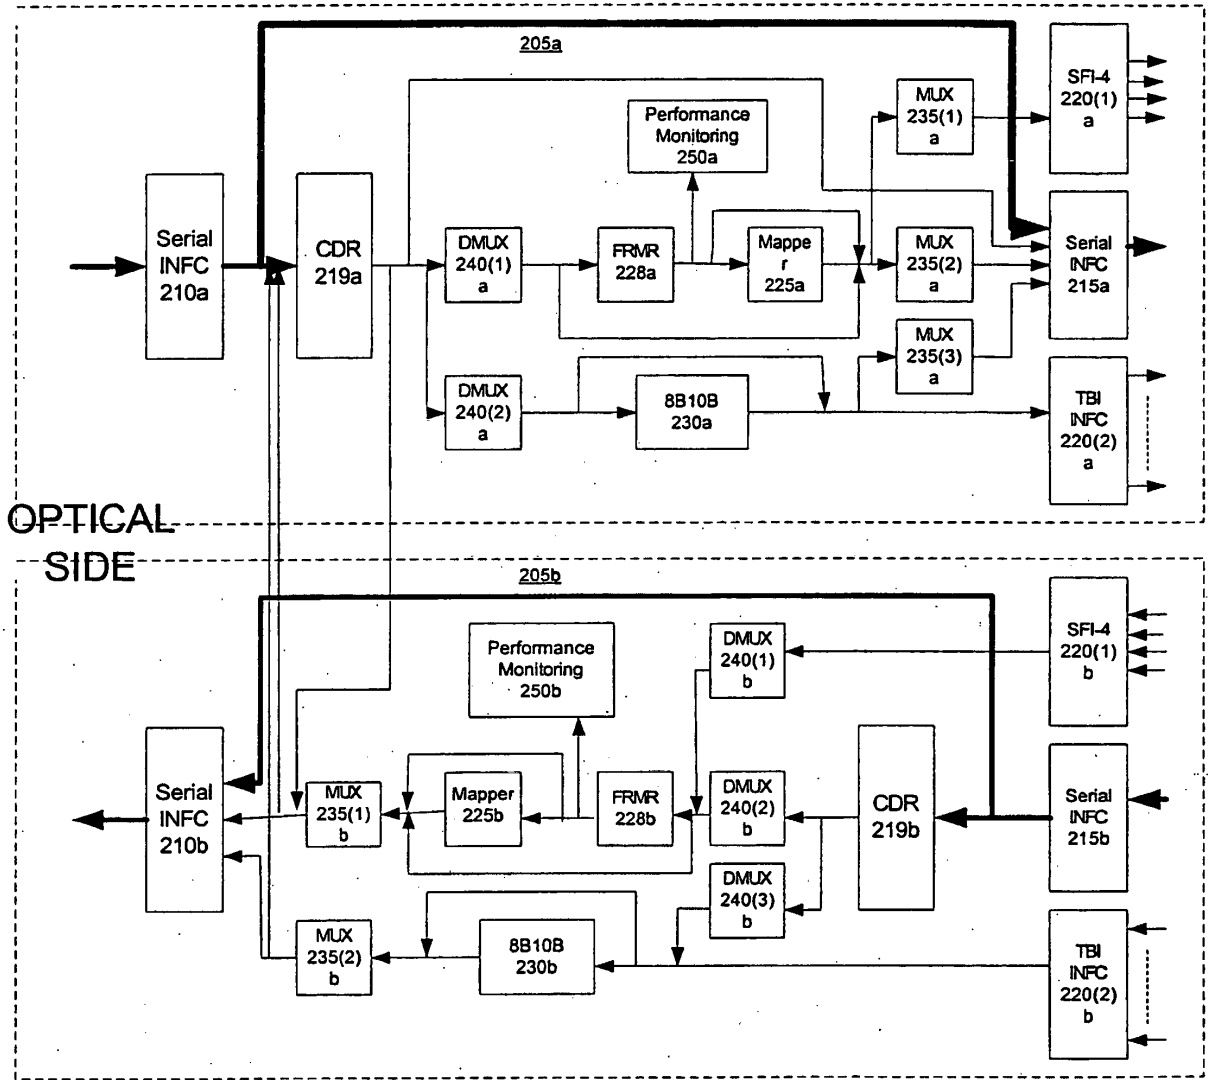 205a
SFI-4
220(1)
a
MUX
235(1)
a
Performance
Monitoring
250a
Serial
INFC
210a
CDR
219a
DMUX
240(1)
a
FRMR
228a
Mappe
r
225a
MUX
235(2)
a
Serial
INFC
215a
MUX
235(3)
a
DMUX
240(2)
a
8B10B
230a
TBI
INFC
220(2)
a
OPTICAL
SIDE
205b
SFI-4
220(1)
b
DMUX
240(1)
b
Performance
Monitoring
250b
Serial
INFC
210b
MUX
235(1)
b
Mapper
225b
FRMR
228b
DMUX
240(2)
b
CDR
219b
Serial
INFC
215b
DMUX
240(3)
b
MUX
235(2)
b
8B10B
230b
TBI
INFC
220(2)
b